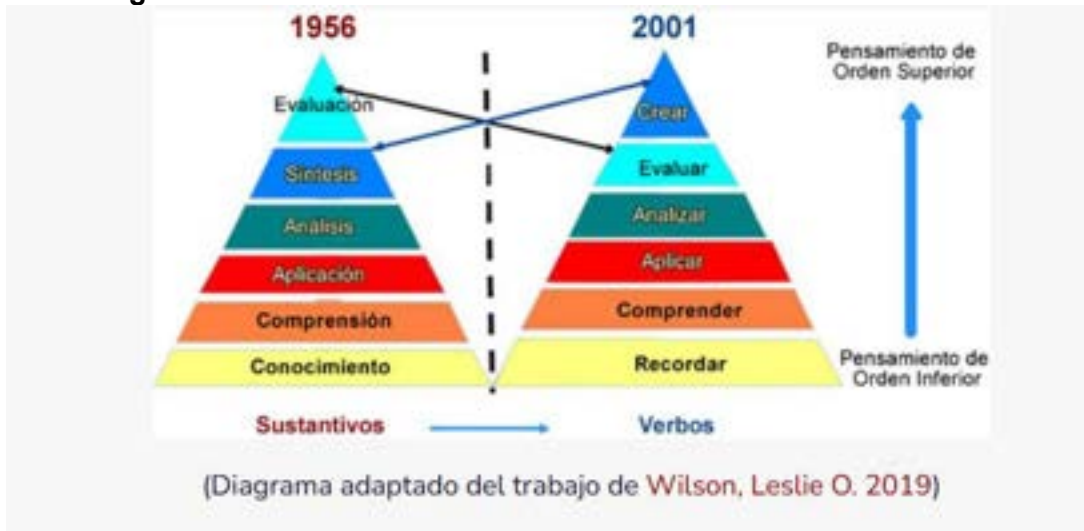 1956
2001
Pensamiento de
Orden Superior
Evaluación
Crear
Síntesis
Evaluar
Análisis
Analizar
Aplicación
Aplicar
Comprensión
Comprender
Conocimiento
Recordar
Pensamiento de
Orden Inferior
Sustantivos
Verbos
(Diagrama adaptado del trabajo de Wilson, Leslie O. 2019)